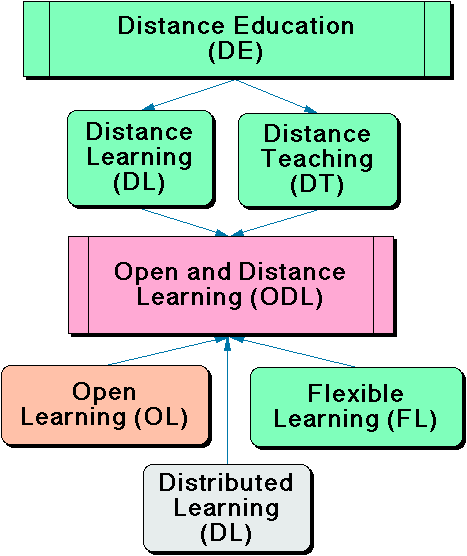 Distance Education
(DE)
Distance
Learning
(DL)
Distance
Teaching
(DT)
Open and Distance
Learning (ODL)
Open
Learning (OL)
Flexible
Learning (FL)
Distributed
Learning
(DL)